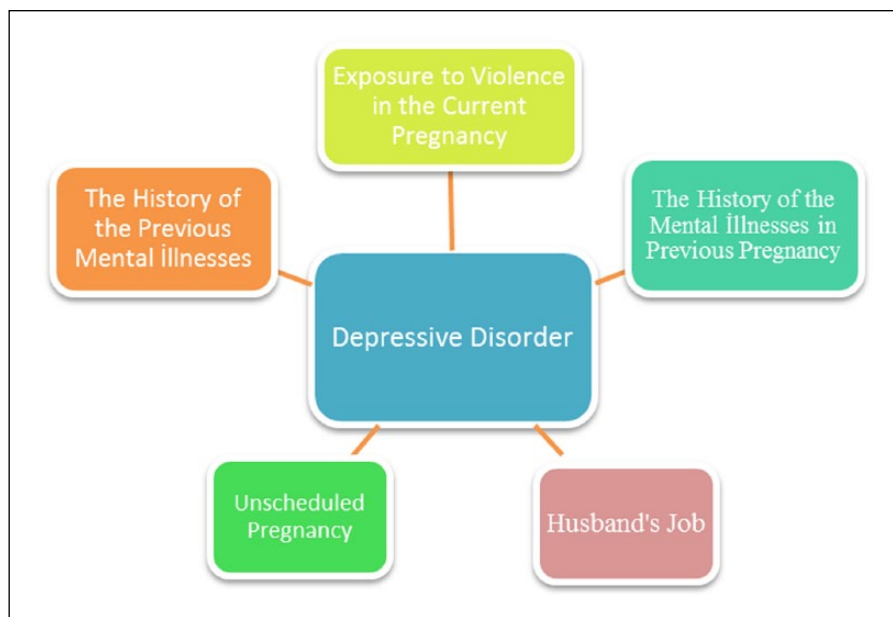 Exposure to Violence
in the Current
Pregnancy
The History of
the Previous
Mental İllnesses
The History of the
Mental İllnesses in
Previous Pregnancy
Depressive Disorder
Unscheduled
Pregnancy
Husband's Job